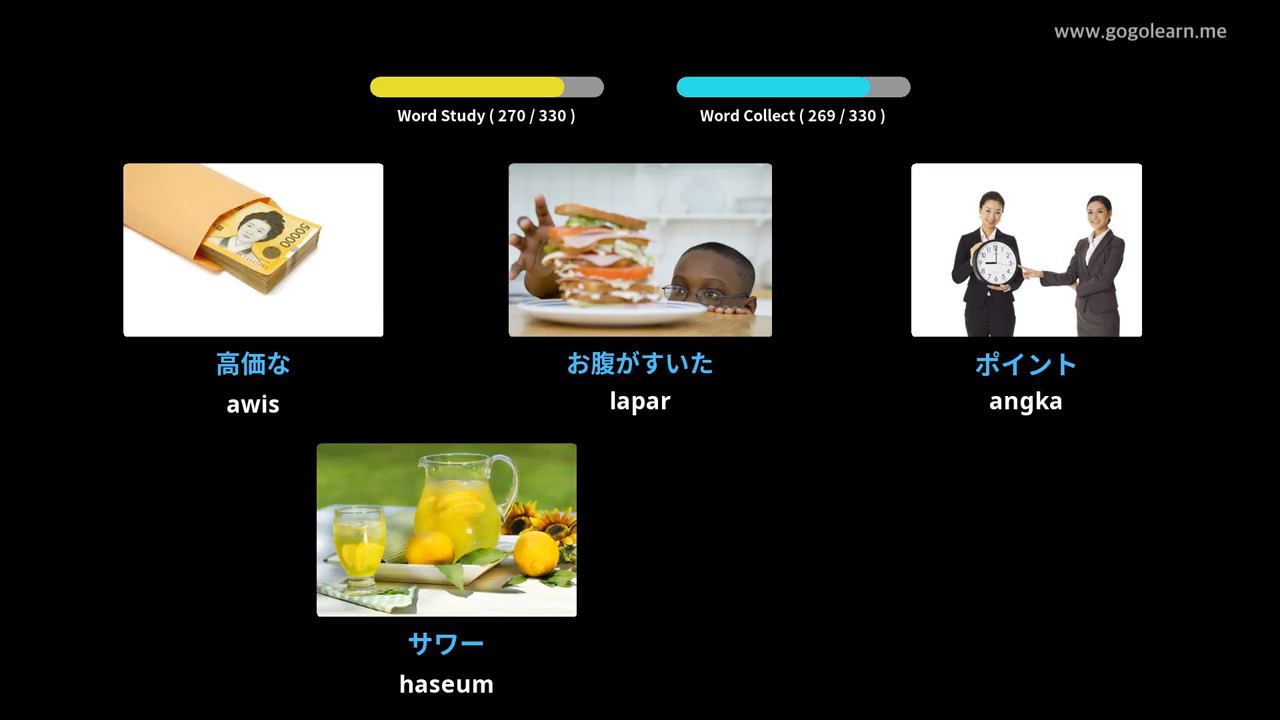 www.gogolearn.me
Word Study ( 270 / 330 )
Word Collect ( 269 / 330 )
50000
高価な
awis
お腹がすいた
lapar
ポイント
angka
サワー
haseum